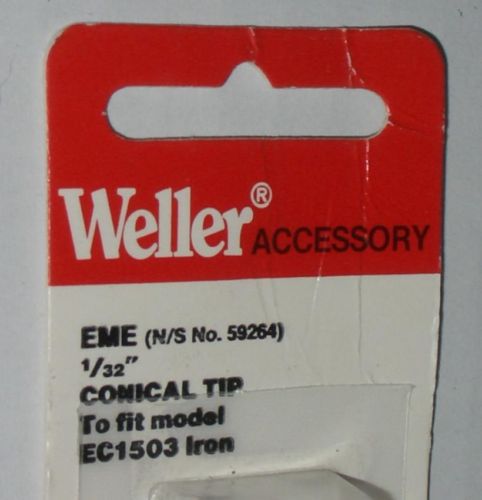 Weller® ACCESSORY
EME (N/S No. 59264)
1/32"
CONICAL TIP
To fit model
EC1503 Iron